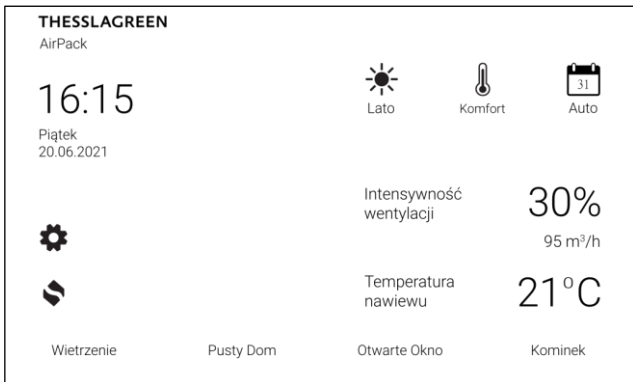 THESSLAGREEN
AirPack
16:15
Piątek
20.06.2021
31
Lato
Komfort
Auto
Intensywność
wentylacji
30%
95 m³/h
Temperatura
nawiewu
21°C
Wietrzenie
Pusty Dom
Otwarte Okno
Kominek